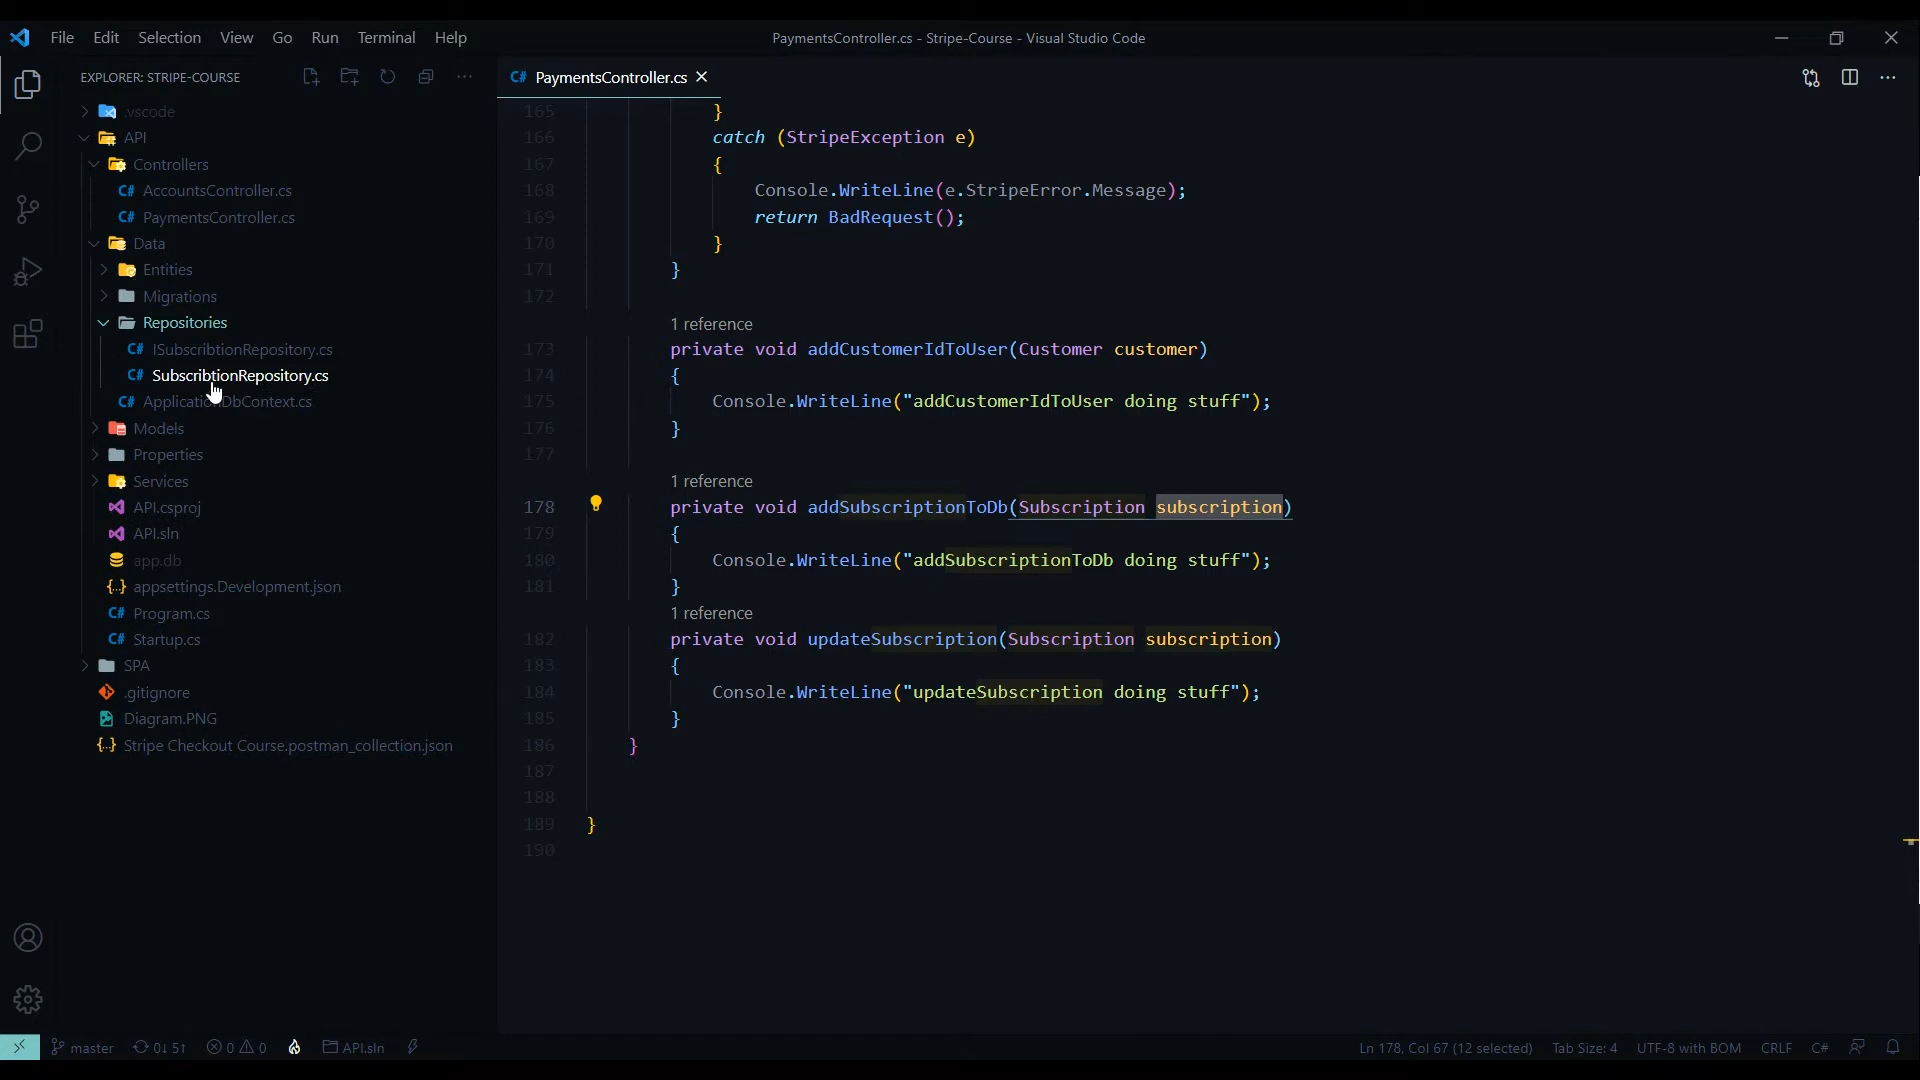 File Edit Selection View Go Run Terminal Help
PaymentsController.cs - Stripe-Course - Visual Studio Code
EXPLORER: STRIPE-COURSE
.vscode
API
Controllers
AccountsController.cs
PaymentsController.cs
Data
Entities
Migrations
Repositories
ISubscribtionRepository.cs
SubscribtionRepository.cs
ApplicationDbContext.cs
Models
Properties
Services
API.csproj
API.sln
app.db
appsettings.Development.json
Program.cs
Startup.cs
SPA
.gitignore
Diagram.PNG
Stripe Checkout Course.postman_collection.json
C# PaymentsController.cs
165 }
166 catch (StripeException e)
167 {
168 Console.WriteLine(e.StripeError.Message);
169 return BadRequest();
170 }
171 }
172
1 reference
173 private void addCustomerIdToUser(Customer customer)
174 {
175 Console.WriteLine("addCustomerIdToUser doing stuff");
176 }
177
1 reference
178 private void addSubscriptionToDb(Subscription subscription)
179 {
180 Console.WriteLine("addSubscriptionToDb doing stuff");
181 }
1 reference
182 private void updateSubscription(Subscription subscription)
183 {
184 Console.WriteLine("updateSubscription doing stuff");
185 }
186 }
187
188
189 }
190
master 0↓ 5↑ 0 0 API.sln
Ln 178, Col 67 (12 selected) Tab Size: 4 UTF-8 with BOM CRLF C#